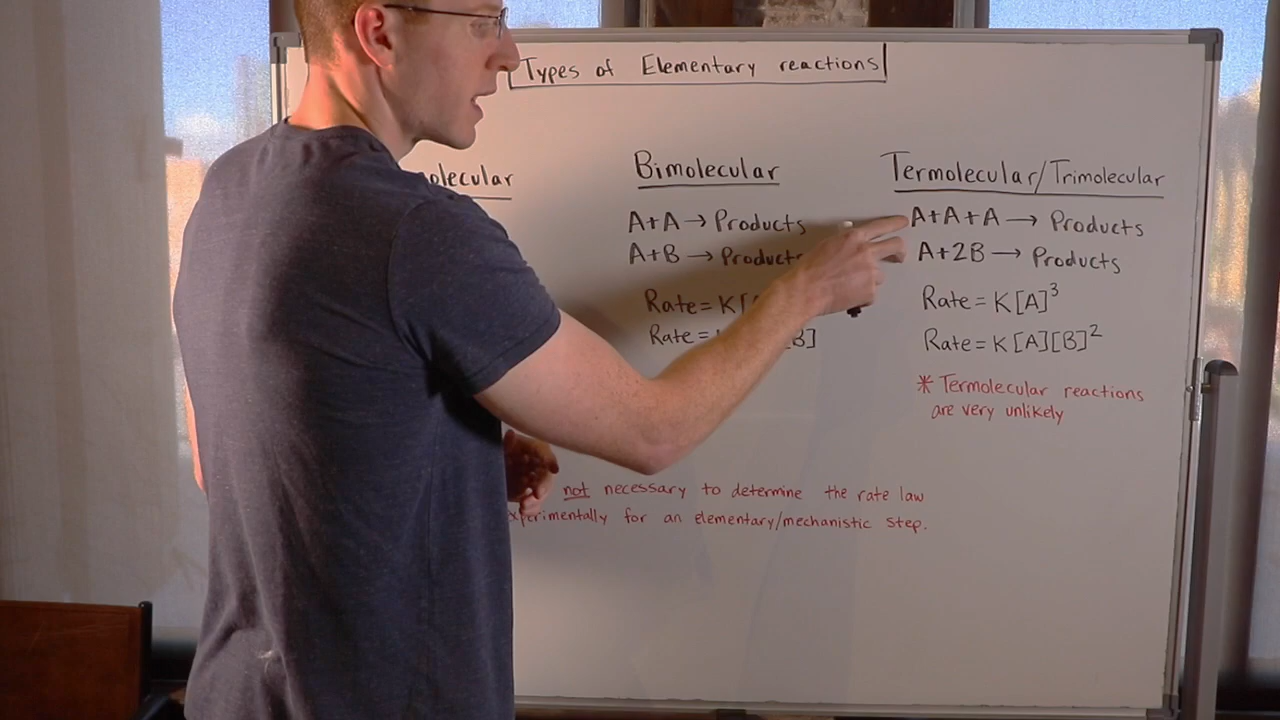 Types of Elementary reactions
Bimolecular
A+A → Products
A+B → Products
Rate = K[A
Rate = B]
Termolecular/Trimolecular
A+A+A → Products
A+2B → Products
Rate = K[A]³
Rate = K[A][B]²
* Termolecular reactions
are very unlikely
not necessary to determine the rate law
xperimentally for an elementary/mechanistic step.